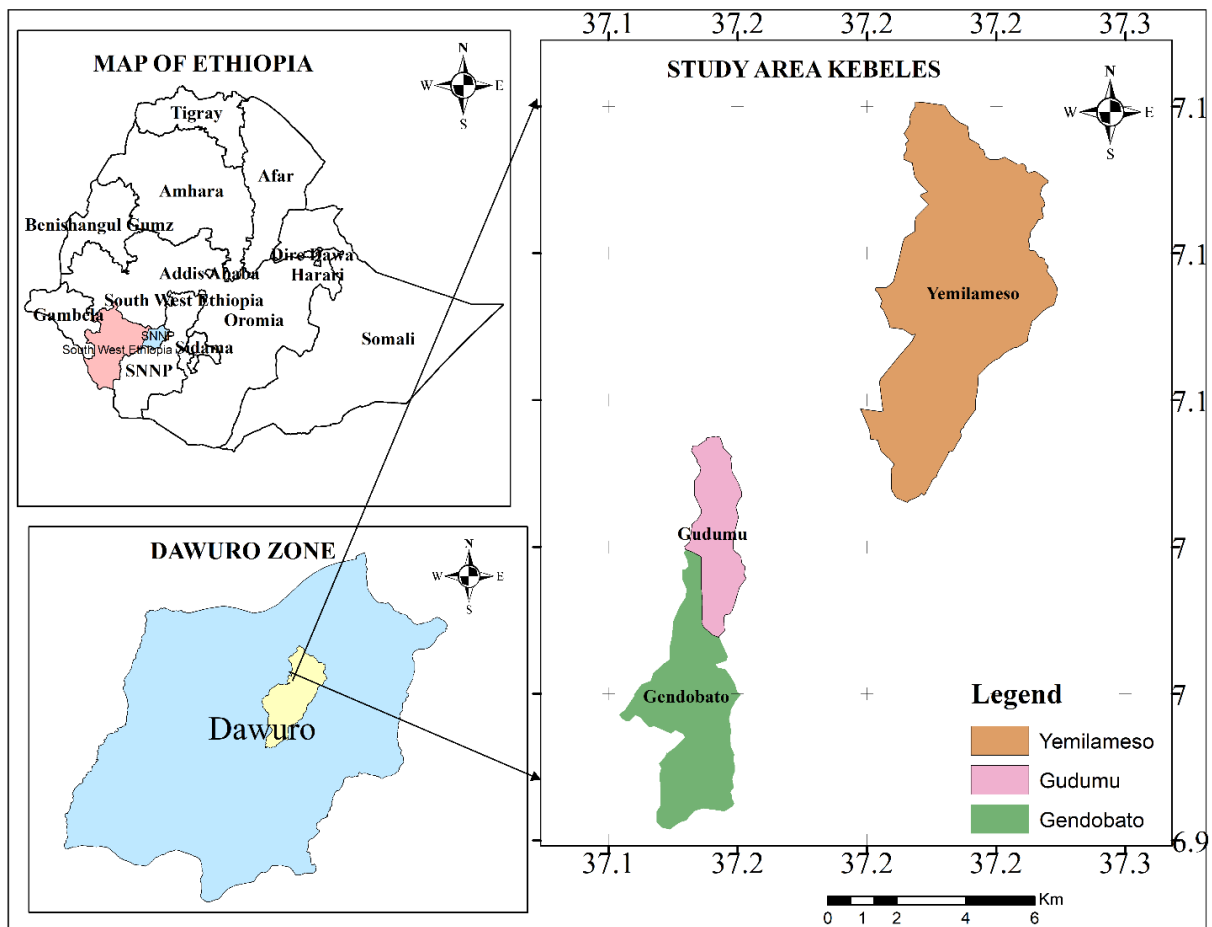 MAP OF ETHIOPIA
N
W E
S
Tigray
Afar
Amhara
Benishangul Gumz
Dire Dawa
Addis Ababa
Harari
South West Ethiopia
Gambela
Oromia
SNNP
Somali
South West Ethiopia
Sidama
SNNP
DAWURO ZONE
N
W E
S
Dawuro
37.1 37.2 37.2 37.2 37.3
STUDY AREA KEBELES
N
W E
S
7.1
7.1
Yemilameso
7.1
Gudumu
7
Gendobato
7
Legend
Yemilameso
Gudumu
Gendobato
6.9
37.1 37.2 37.2 37.2 37.3
Km
0 1 2 4 6